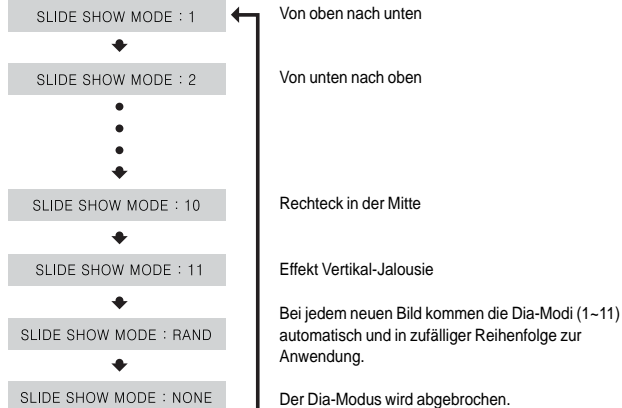 SLIDE SHOW MODE : 1
Von oben nach unten
SLIDE SHOW MODE : 2
Von unten nach oben
SLIDE SHOW MODE : 10
Rechteck in der Mitte
SLIDE SHOW MODE : 11
Effekt Vertikal-Jalousie
SLIDE SHOW MODE : RAND
Bei jedem neuen Bild kommen die Dia-Modi (1~11)
automatisch und in zufälliger Reihenfolge zur
Anwendung.
SLIDE SHOW MODE : NONE
Der Dia-Modus wird abgebrochen.